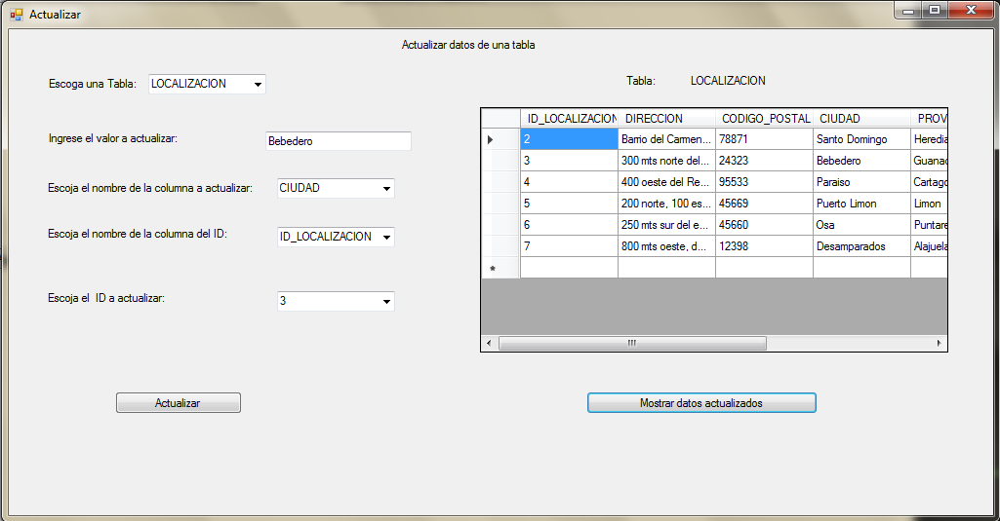 Actualizar
Actualizar datos de una tabla
Escoga una Tabla: LOCALIZACION
Ingrese el valor a actualizar: Bebedero
Escoja el nombre de la columna a actualizar: CIUDAD
Escoja el nombre de la columna del ID: ID_LOCALIZACION
Escoja el ID a actualizar: 3
Actualizar
Tabla: LOCALIZACION
ID_LOCALIZACION DIRECCION CODIGO_POSTAL CIUDAD PROV
2 Barrio del Carmen... 78871 Santo Domingo Heredia
3 300 mts norte del... 24323 Bebedero Guanac
4 400 oeste del Re... 95533 Paraiso Cartago
5 200 norte, 100 es... 45669 Puerto Limon Limon
6 250 mts sur del e... 45660 Osa Puntare
7 800 mts oeste, d... 12398 Desamparados Alajuela
Mostrar datos actualizados